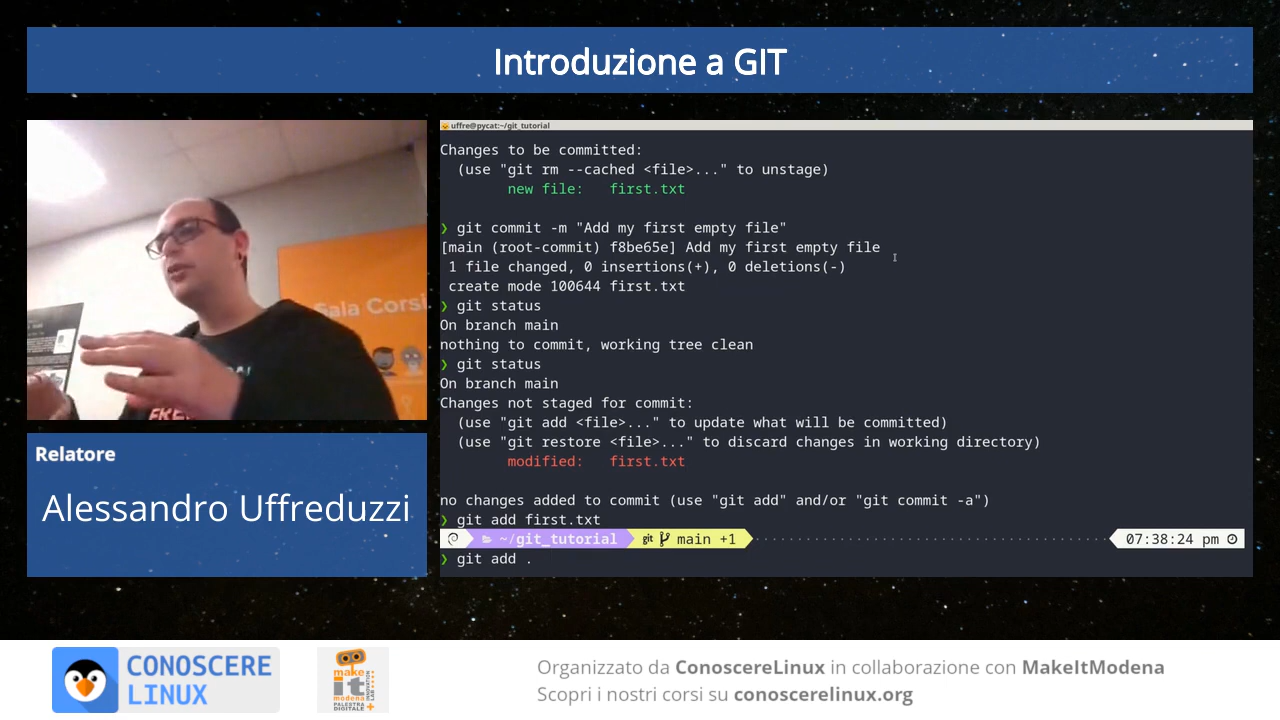 Introduzione a GIT
Sala Corsi
FRE
Relatore
Alessandro Uffreduzzi
uffre@pycat:~/git_tutorial
Changes to be committed:
(use "git rm --cached <file>..." to unstage)
new file: first.txt
❯ git commit -m "Add my first empty file"
[main (root-commit) f8be65e] Add my first empty file
1 file changed, 0 insertions(+), 0 deletions(-)
create mode 100644 first.txt
❯ git status
On branch main
nothing to commit, working tree clean
❯ git status
On branch main
Changes not staged for commit:
(use "git add <file>..." to update what will be committed)
(use "git restore <file>..." to discard changes in working directory)
modified: first.txt
no changes added to commit (use "git add" and/or "git commit -a")
❯ git add first.txt
~/git_tutorial git main +1 07:38:24 pm
❯ git add .
CONOSCERE
LINUX
make
it
modena
PALESTRA
DIGITALE
INNOVATION
LAB
Organizzato da ConoscereLinux in collaborazione con MakeItModena
Scopri i nostri corsi su conoscerelinux.org